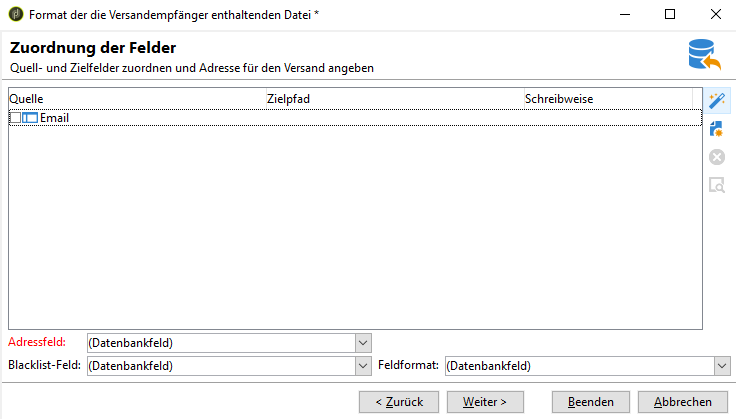 Format der die Versandempfänger enthaltenden Datei *
Zuordnung der Felder
Quell- und Zielfelder zuordnen und Adresse für den Versand angeben
Quelle Zielpfad Schreibweise
Email
Adressfeld: (Datenbankfeld)
Blacklist-Feld: (Datenbankfeld) Feldformat: (Datenbankfeld)
< Zurück Weiter > Beenden Abbrechen